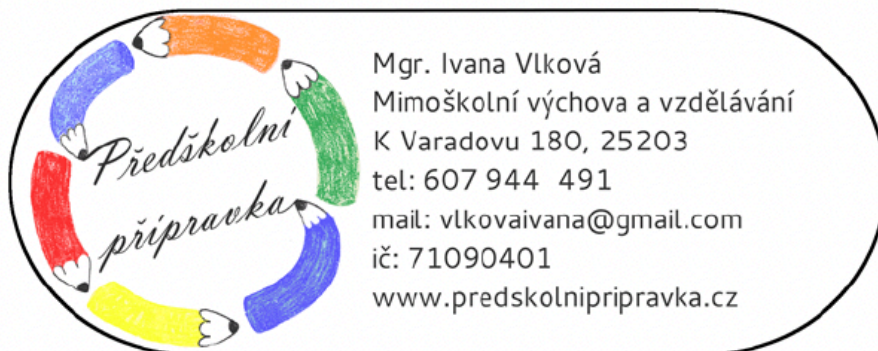 Předškolní
přípravka
Mgr. Ivana Vlková
Mimoškolní výchova a vzdělávání
K Varadovu 180, 25203
tel: 607 944 491
mail: vlkovaivana@gmail.com
ič: 71090401
www.predskolnipripravka.cz